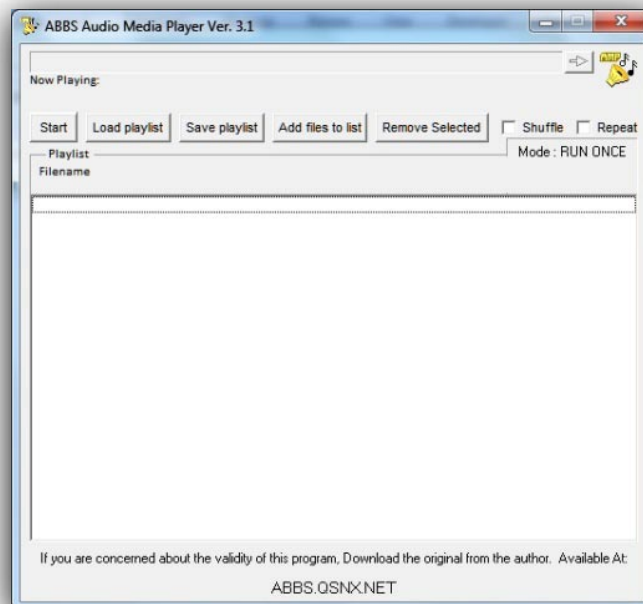 ABBS Audio Media Player Ver. 3.1
Now Playing:
Start Load playlist Save playlist Add files to list Remove Selected Shuffle Repeat
Playlist Mode : RUN ONCE
Filename
If you are concerned about the validity of this program, Download the original from the author. Available At:
ABBS.QSNX.NET